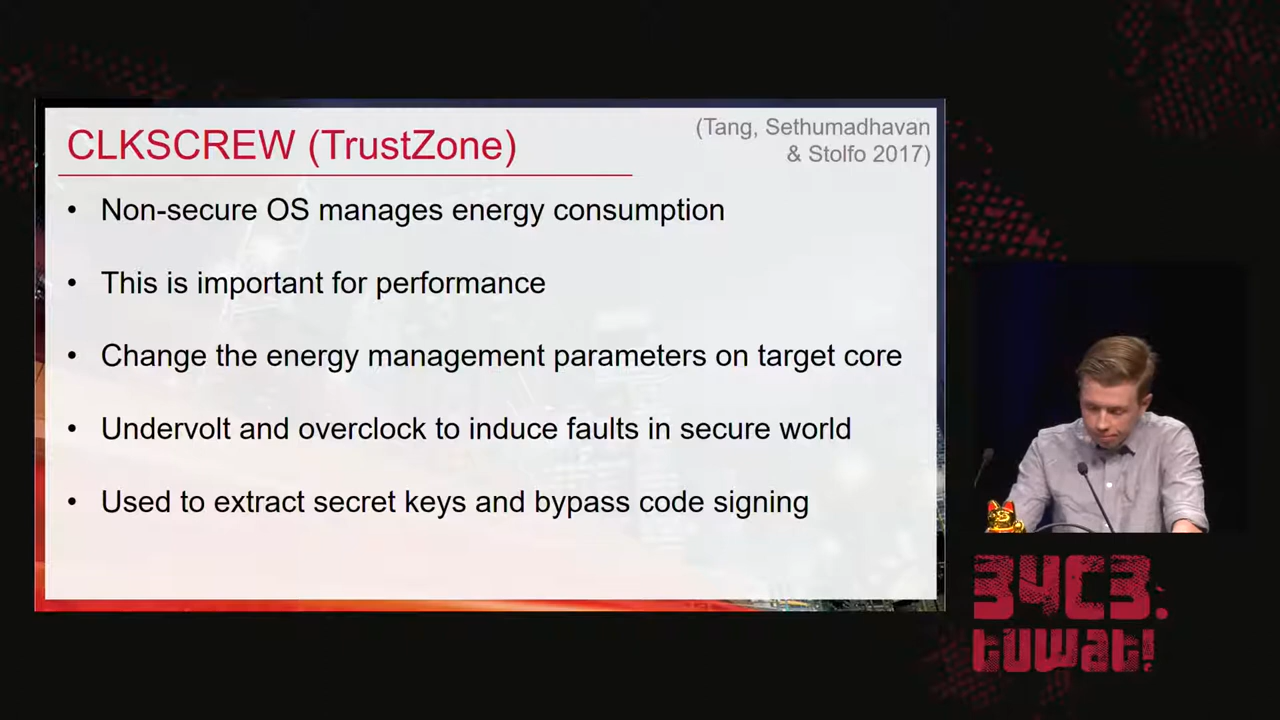 CLKSCREW (TrustZone)
(Tang, Sethumadhavan
& Stolfo 2017)
• Non-secure OS manages energy consumption
• This is important for performance
• Change the energy management parameters on target core
• Undervolt and overclock to induce faults in secure world
• Used to extract secret keys and bypass code signing
34C3:
tuwat!